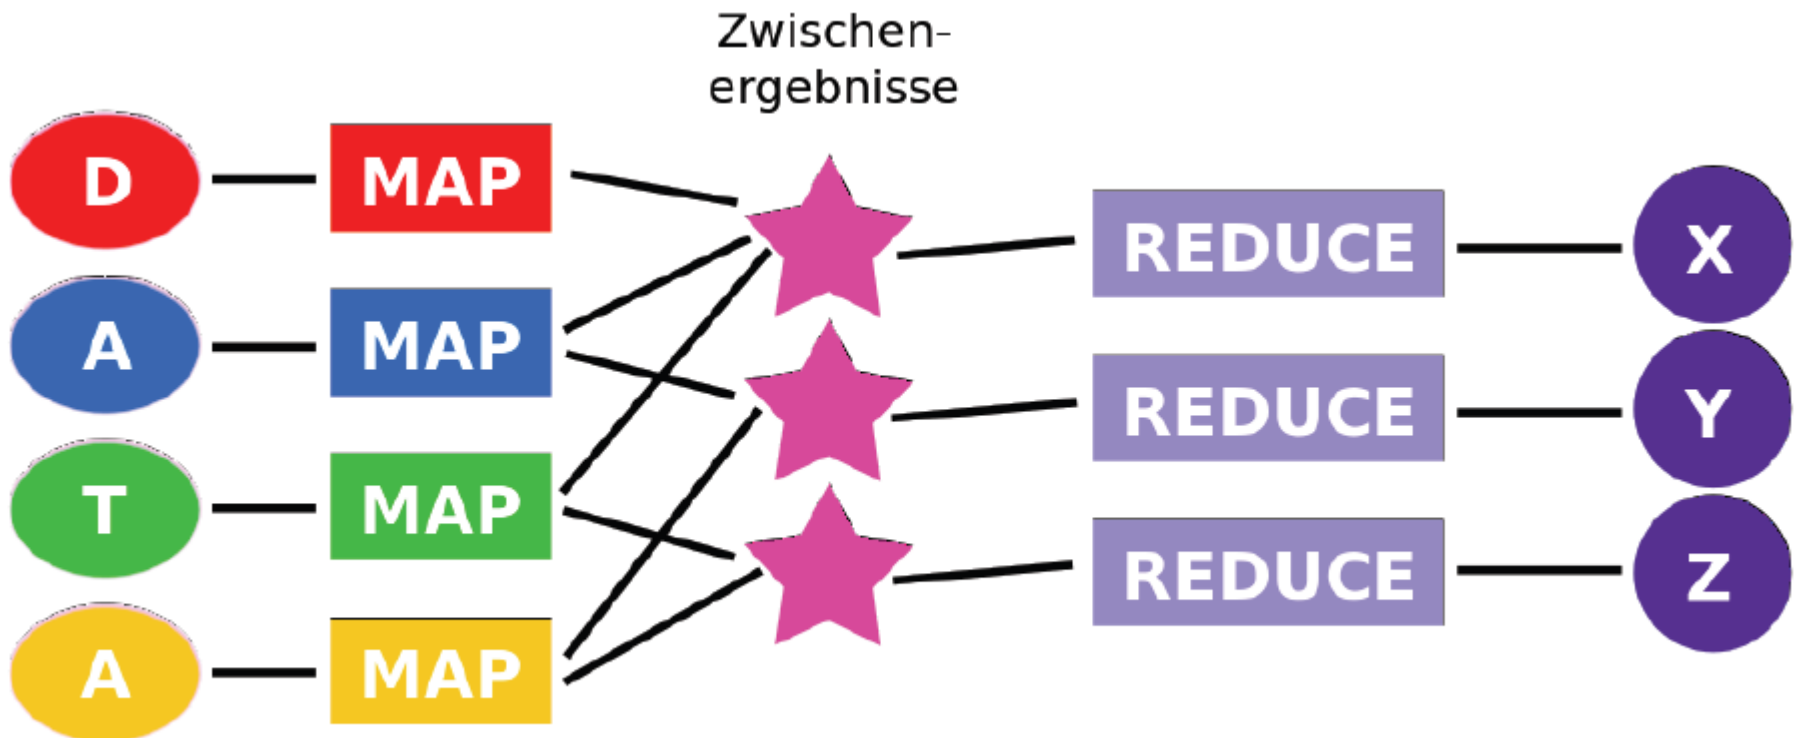 Zwischen-
ergebnisse
D MAP
REDUCE X
A MAP
REDUCE Y
T MAP
REDUCE Z
A MAP